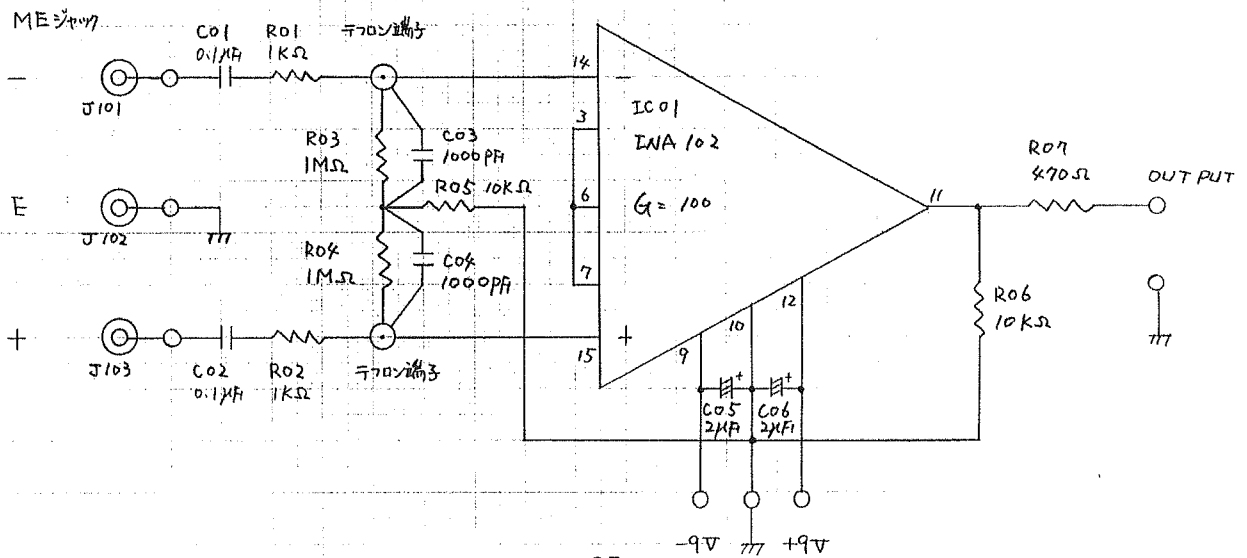 MEジャック
C01
0.1μF
R01
1KΩ
テフロン端子
-
J101
14
-
3
IC01
INA 102
R03
1MΩ
C03
1000PF
R05 10KΩ
R07
470Ω
OUTPUT
E
J102
6
G=100
11
R04
1MΩ
C04
1000PF
7
12
R06
10KΩ
10
+
J103
C02
0.1μF
R02
1KΩ
テフロン端子
15
+
9
+
+
C05
2μF
C06
2μF
-9V
+9V